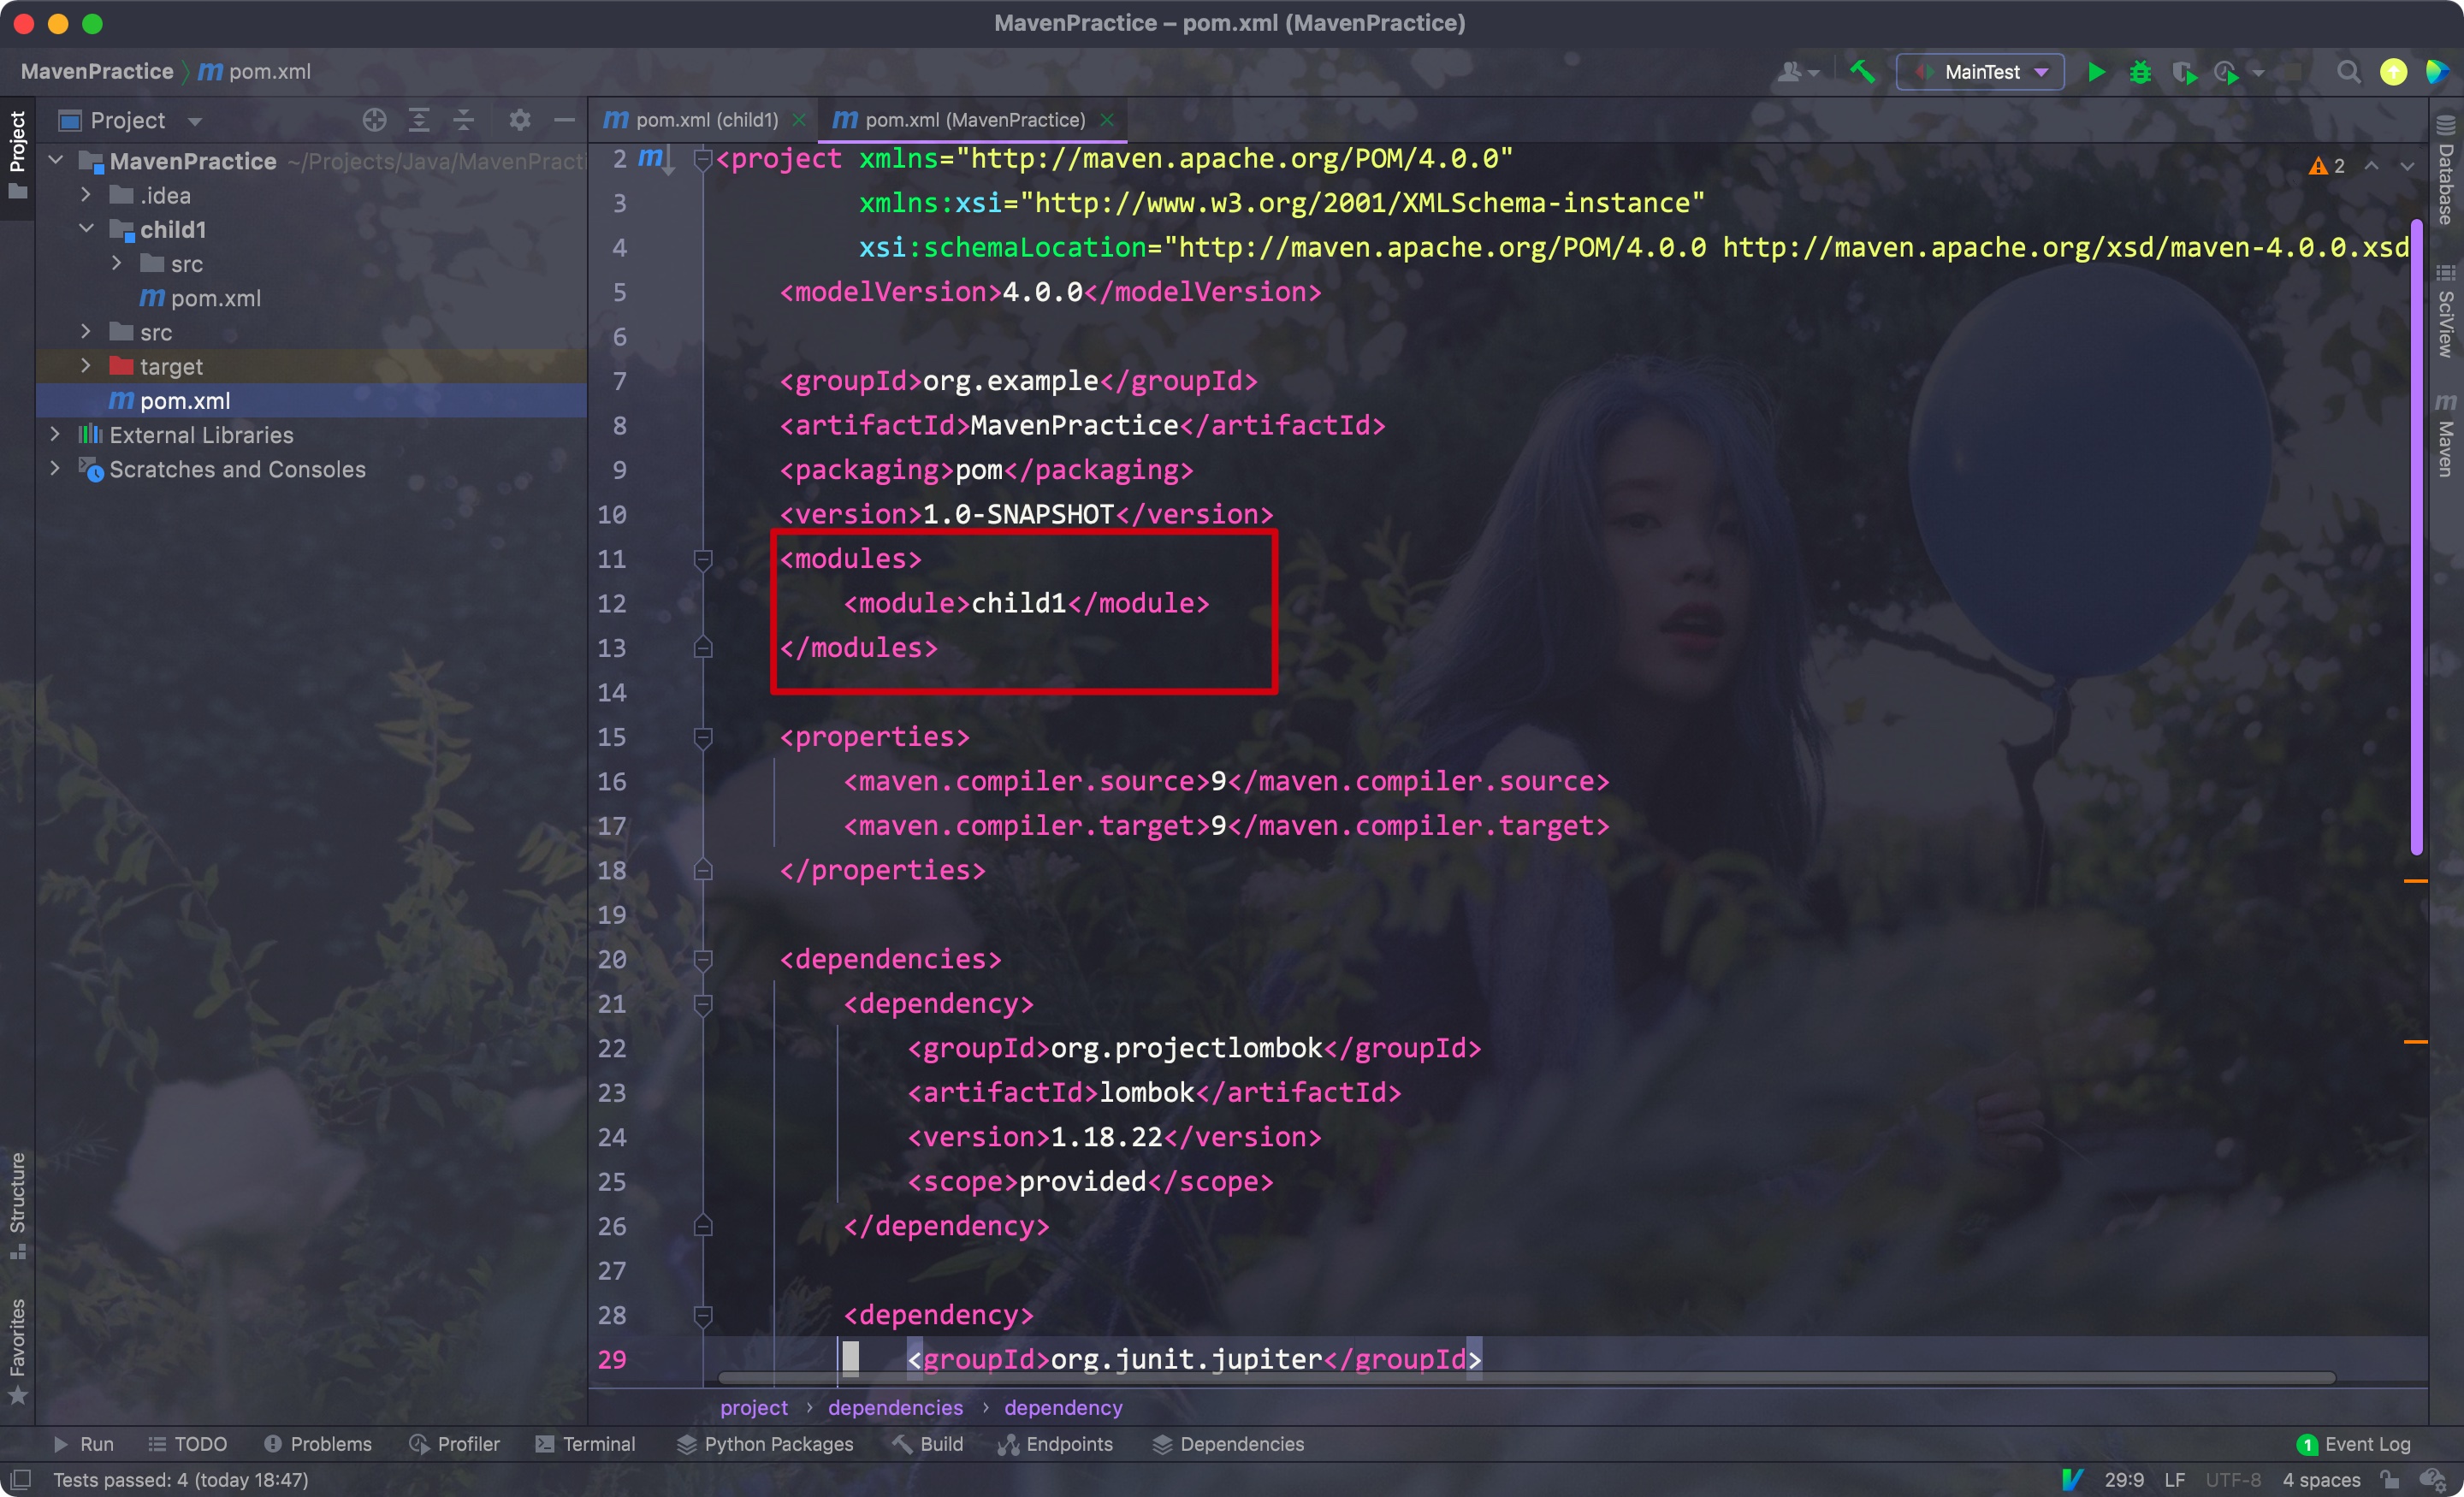 MavenPractice – pom.xml (MavenPractice)
MavenPractice
m pom.xml
MainTest
Project
Project
MavenPractice ~/Projects/Java/MavenPracti
.idea
child1
src
m pom.xml
src
target
m pom.xml
External Libraries
Scratches and Consoles
Structure
Favorites
m pom.xml (child1)
m pom.xml (MavenPractice)
2
2 m <project xmlns="http://maven.apache.org/POM/4.0.0"
3 xmlns:xsi="http://www.w3.org/2001/XMLSchema-instance"
4 xsi:schemaLocation="http://maven.apache.org/POM/4.0.0 http://maven.apache.org/xsd/maven-4.0.0.xsd
5 <modelVersion>4.0.0</modelVersion>
6
7 <groupId>org.example</groupId>
8 <artifactId>MavenPractice</artifactId>
9 <packaging>pom</packaging>
10 <version>1.0-SNAPSHOT</version>
11 <modules>
12 <module>child1</module>
13 </modules>
14
15 <properties>
16 <maven.compiler.source>9</maven.compiler.source>
17 <maven.compiler.target>9</maven.compiler.target>
18 </properties>
19
20 <dependencies>
21 <dependency>
22 <groupId>org.projectlombok</groupId>
23 <artifactId>lombok</artifactId>
24 <version>1.18.22</version>
25 <scope>provided</scope>
26 </dependency>
27
28 <dependency>
29 <groupId>org.junit.jupiter</groupId>
project › dependencies › dependency
Database
SciView
m Maven
Run
TODO
Problems
Profiler
Terminal
Python Packages
Build
Endpoints
Dependencies
1 Event Log
Tests passed: 4 (today 18:47)
29:9
LF
UTF-8
4 spaces